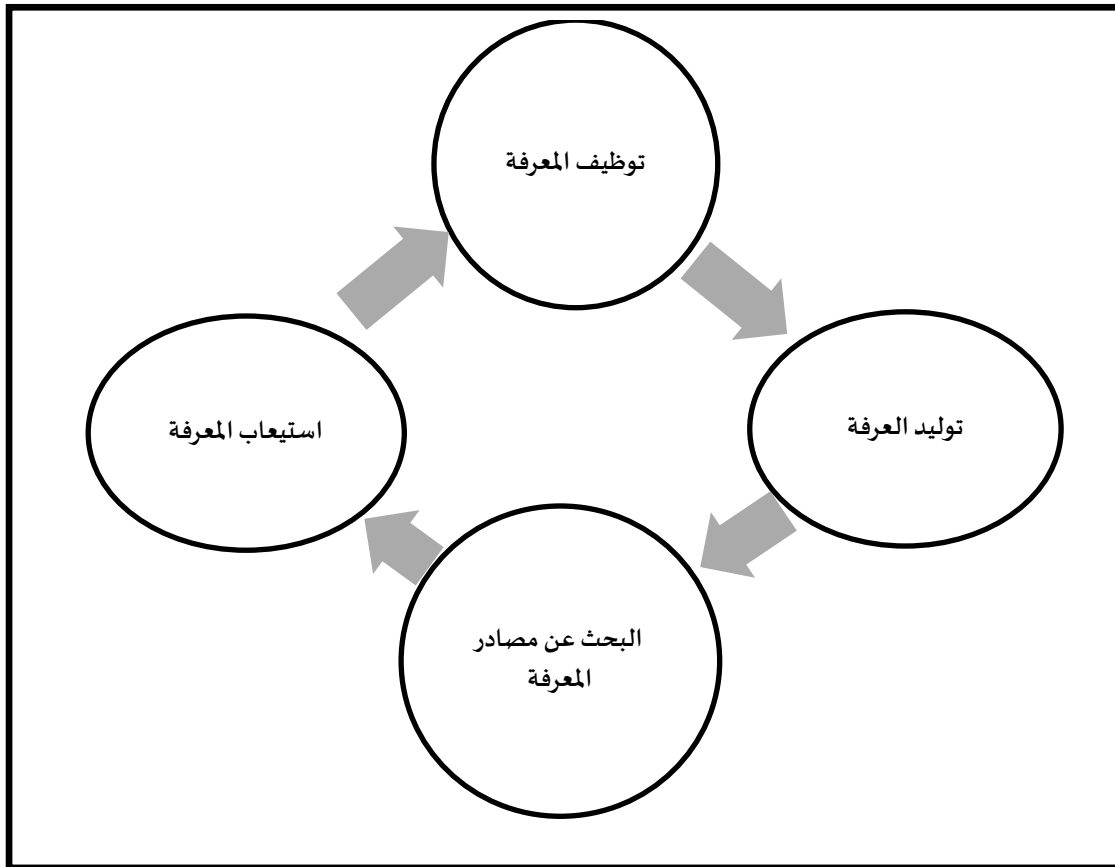 توظيف المعرفة
استيعاب المعرفة
توليد العرفة
البحث عن مصادر
المعرفة